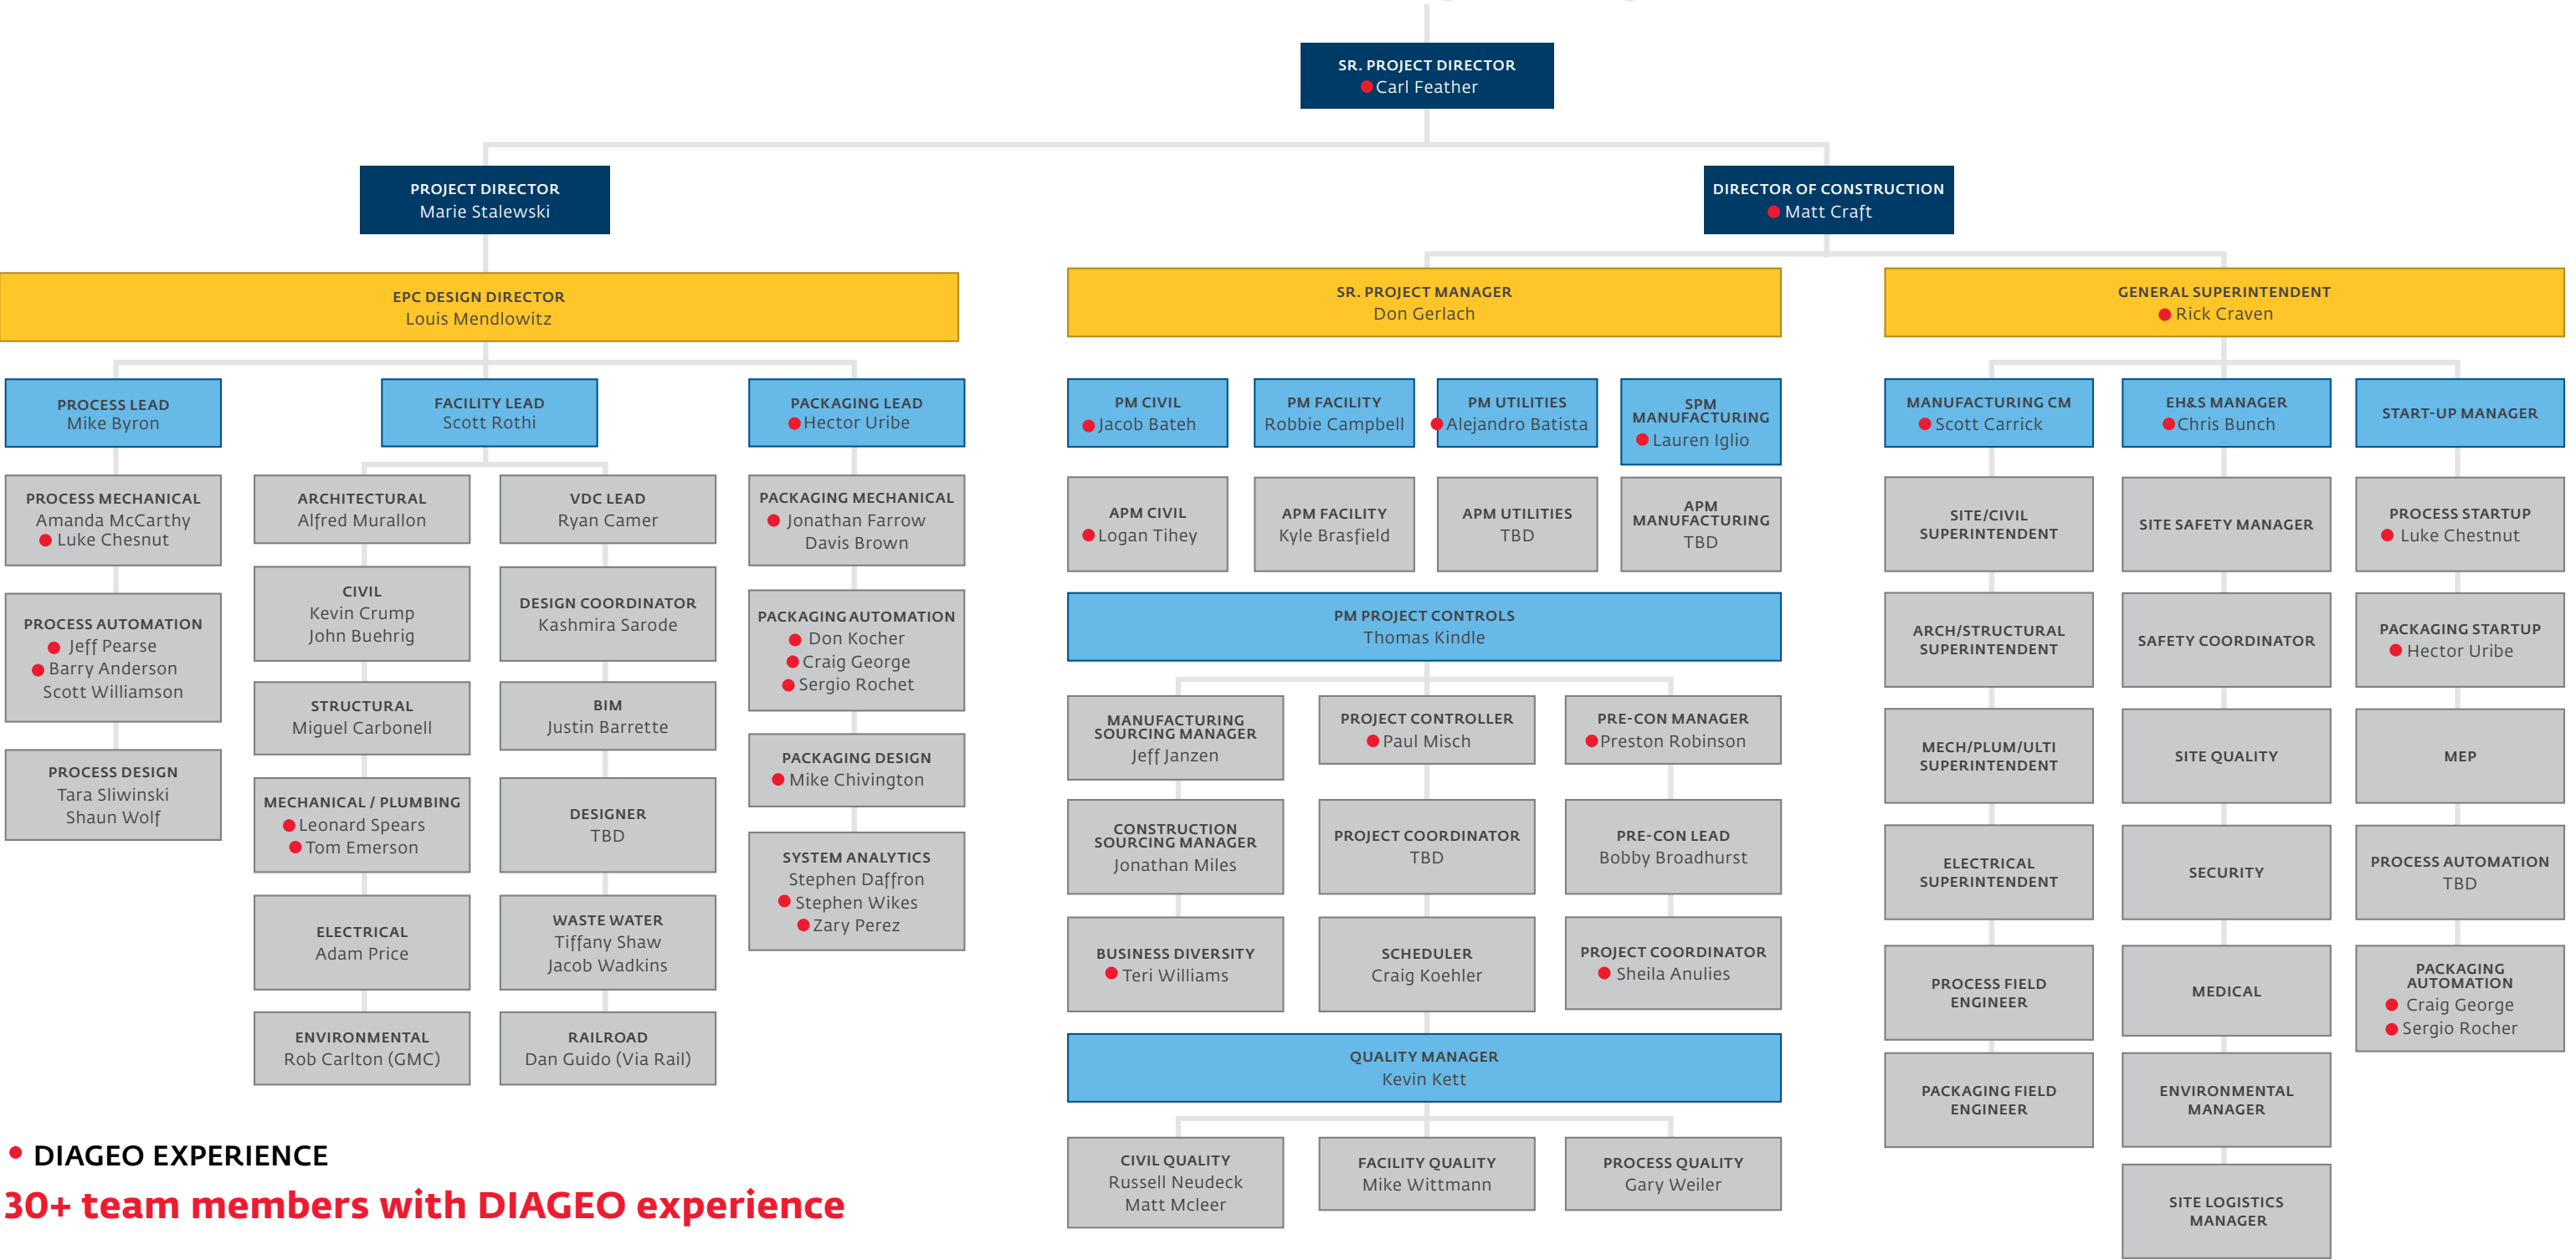 SR. PROJECT DIRECTOR
Carl Feather
PROJECT DIRECTOR
Marie Stalewski
DIRECTOR OF CONSTRUCTION
Matt Craft
EPC DESIGN DIRECTOR
Louis Mendlowitz
SR. PROJECT MANAGER
Don Gerlach
GENERAL SUPERINTENDENT
Rick Craven
PROCESS LEAD
Mike Byron
FACILITY LEAD
Scott Rothi
PACKAGING LEAD
Hector Uribe
PROCESS MECHANICAL
Amanda McCarthy
Luke Chesnut
PROCESS AUTOMATION
Jeff Pearse
Barry Anderson
Scott Williamson
PROCESS DESIGN
Tara Sliwinski
Shaun Wolf
ARCHITECTURAL
Alfred Murallon
CIVIL
Kevin Crump
John Buehrig
STRUCTURAL
Miguel Carbonell
MECHANICAL / PLUMBING
Leonard Spears
Tom Emerson
ELECTRICAL
Adam Price
ENVIRONMENTAL
Rob Carlton (GMC)
VDC LEAD
Ryan Camer
DESIGN COORDINATOR
Kashmira Sarode
BIM
Justin Barrette
DESIGNER
TBD
WASTE WATER
Tiffany Shaw
Jacob Wadkins
RAILROAD
Dan Guido (Via Rail)
PACKAGING MECHANICAL
Jonathan Farrow
Davis Brown
PACKAGING AUTOMATION
Don Kocher
Craig George
Sergio Rochet
PACKAGING DESIGN
Mike Chivington
SYSTEM ANALYTICS
Stephen Daffron
Stephen Wikes
Zary Perez
PM CIVIL
Jacob Bateh
PM FACILITY
Robbie Campbell
PM UTILITIES
Alejandro Batista
SPM
MANUFACTURING
Lauren Iglio
APM CIVIL
Logan Tihey
APM FACILITY
Kyle Brasfield
APM UTILITIES
TBD
APM
MANUFACTURING
TBD
PM PROJECT CONTROLS
Thomas Kindle
MANUFACTURING
SOURCING MANAGER
Jeff Janzen
CONSTRUCTION
SOURCING MANAGER
Jonathan Miles
BUSINESS DIVERSITY
Teri Williams
PROJECT CONTROLLER
Paul Misch
PROJECT COORDINATOR
TBD
SCHEDULER
Craig Koehler
PRE-CON MANAGER
Preston Robinson
PRE-CON LEAD
Bobby Broadhurst
PROJECT COORDINATOR
Sheila Anulies
QUALITY MANAGER
Kevin Kett
CIVIL QUALITY
Russell Neudeck
Matt Mcleer
FACILITY QUALITY
Mike Wittmann
PROCESS QUALITY
Gary Weiler
MANUFACTURING CM
Scott Carrick
SITE/CIVIL
SUPERINTENDENT
ARCH/STRUCTURAL
SUPERINTENDENT
MECH/PLUM/ULTI
SUPERINTENDENT
ELECTRICAL
SUPERINTENDENT
PROCESS FIELD
ENGINEER
PACKAGING FIELD
ENGINEER
EH&S MANAGER
Chris Bunch
SITE SAFETY MANAGER
SAFETY COORDINATOR
SITE QUALITY
SECURITY
MEDICAL
ENVIRONMENTAL
MANAGER
SITE LOGISTICS
MANAGER
START-UP MANAGER
PROCESS STARTUP
Luke Chestnut
PACKAGING STARTUP
Hector Uribe
MEP
PROCESS AUTOMATION
TBD
PACKAGING
AUTOMATION
Craig George
Sergio Rocher
DIAGEO EXPERIENCE
30+ team members with DIAGEO experience